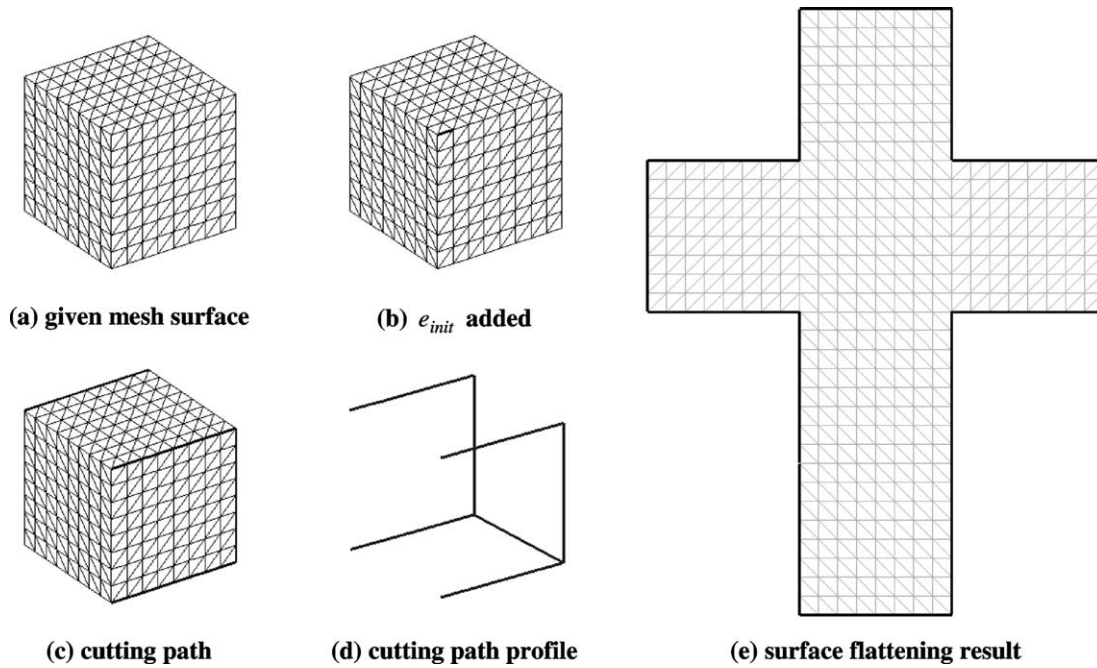 (a) given mesh surface
(b) e_init added
(c) cutting path
(d) cutting path profile
(e) surface flattening result